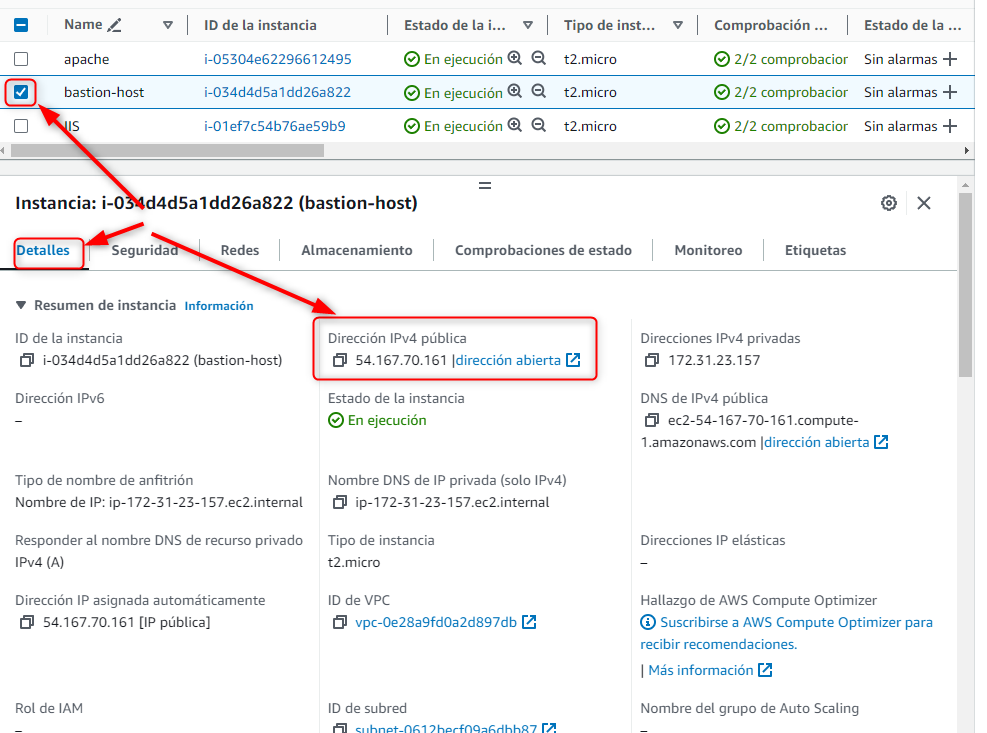 Name ID de la instancia Estado de la i... Tipo de inst... Comprobación ... Estado de la ...
apache i-05304e62296612495 En ejecución t2.micro 2/2 comprobacior Sin alarmas
bastion-host i-034d4d5a1dd26a822 En ejecución t2.micro 2/2 comprobacior Sin alarmas
IIS i-01ef7c54b76ae59b9 En ejecución t2.micro 2/2 comprobacior Sin alarmas
Instancia: i-034d4d5a1dd26a822 (bastion-host)
Detalles Seguridad Redes Almacenamiento Comprobaciones de estado Monitoreo Etiquetas
Resumen de instancia Información
ID de la instancia
i-034d4d5a1dd26a822 (bastion-host)
Dirección IPv4 pública
54.167.70.161 |dirección abierta
Direcciones IPv4 privadas
172.31.23.157
Dirección IPv6
–
Estado de la instancia
En ejecución
DNS de IPv4 pública
ec2-54-167-70-161.compute-
1.amazonaws.com |dirección abierta
Tipo de nombre de anfitrión
Nombre de IP: ip-172-31-23-157.ec2.internal
Nombre DNS de IP privada (solo IPv4)
ip-172-31-23-157.ec2.internal
Responder al nombre DNS de recurso privado
IPv4 (A)
Tipo de instancia
t2.micro
Direcciones IP elásticas
–
Dirección IP asignada automáticamente
54.167.70.161 [IP pública]
ID de VPC
vpc-0e28a9fd0a2d897db
Hallazgo de AWS Compute Optimizer
Suscribirse a AWS Compute Optimizer para
recibir recomendaciones.
| Más información
Rol de IAM
–
ID de subred
subnet-0612becf09a6dbb87
Nombre del grupo de Auto Scaling
–